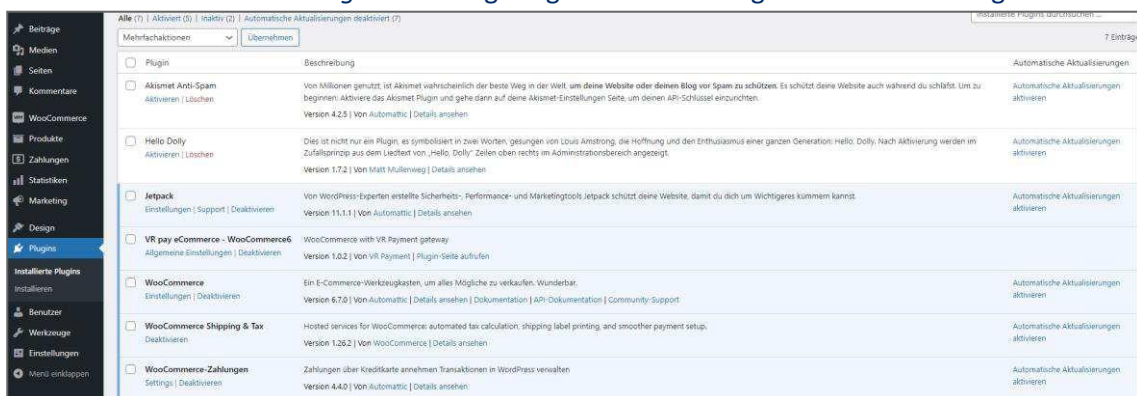 Beiträge
Medien
Seiten
Kommentare
WooCommerce
Produkte
Zahlungen
Statistiken
Marketing
Design
Plugins
Installierte Plugins
Installieren
Benutzer
Werkzeuge
Einstellungen
Menü einklappen
Alle (7) | Aktiviert (5) | Inaktiv (2) | Automatische Aktualisierungen deaktiviert (7)
Installierte Plugins durchsuchen ...
Mehrfachaktionen Übernehmen
7 Einträge
Plugin Beschreibung Automatische Aktualisierungen
Akismet Anti-Spam
Aktivieren | Löschen
Von Millionen genutzt, ist Akismet wahrscheinlich der beste Weg in der Welt, um deine Website oder deinen Blog vor Spam zu schützen. Es schützt deine Website auch während du schläfst. Um zu
beginnen: Aktiviere das Akismet Plugin und gehe dann auf deine Akismet-Einstellungen Seite, um deinen API-Schlüssel einzurichten.
Version 4.2.5 | Von Automattic | Details ansehen
Automatische Aktualisierungen
aktivieren
Hello Dolly
Aktivieren | Löschen
Dies ist nicht nur ein Plugin, es symbolisiert in zwei Worten, gesungen von Louis Amstrong, die Hoffnung und den Enthusiasmus einer ganzen Generation: Hello, Dolly. Nach Aktivierung werden im
Zufallsprinzip aus dem Liedtext von „Hello, Dolly“ Zeilen oben rechts im Adminstrationsbereich angezeigt.
Version 1.7.2 | Von Matt Mullenweg | Details ansehen
Automatische Aktualisierungen
aktivieren
Jetpack
Einstellungen | Support | Deaktivieren
Von WordPress-Experten erstellte Sicherheits-, Performance- und Marketingtools Jetpack schützt deine Website, damit du dich um Wichtigeres kümmern kannst.
Version 11.1.1 | Von Automattic | Details ansehen
Automatische Aktualisierungen
aktivieren
VR pay eCommerce - WooCommerce6
Allgemeine Einstellungen | Deaktivieren
WooCommerce with VR Payment gateway
Version 1.0.2 | Von VR Payment | Plugin-Seite aufrufen
WooCommerce
Einstellungen | Deaktivieren
Ein E-Commerce-Werkzeugkasten, um alles Mögliche zu verkaufen. Wunderbar.
Version 6.7.0 | Von Automattic | Details ansehen | Dokumentation | API-Dokumentation | Community-Support
Automatische Aktualisierungen
aktivieren
WooCommerce Shipping & Tax
Deaktivieren
Hosted services for WooCommerce: automated tax calculation, shipping label printing, and smoother payment setup.
Version 1.26.2 | Von WooCommerce | Details ansehen
Automatische Aktualisierungen
aktivieren
WooCommerce-Zahlungen
Settings | Deaktivieren
Zahlungen über Kreditkarte annehmen Transaktionen in WordPress verwalten
Version 4.4.0 | Von Automattic | Details ansehen
Automatische Aktualisierungen
aktivieren